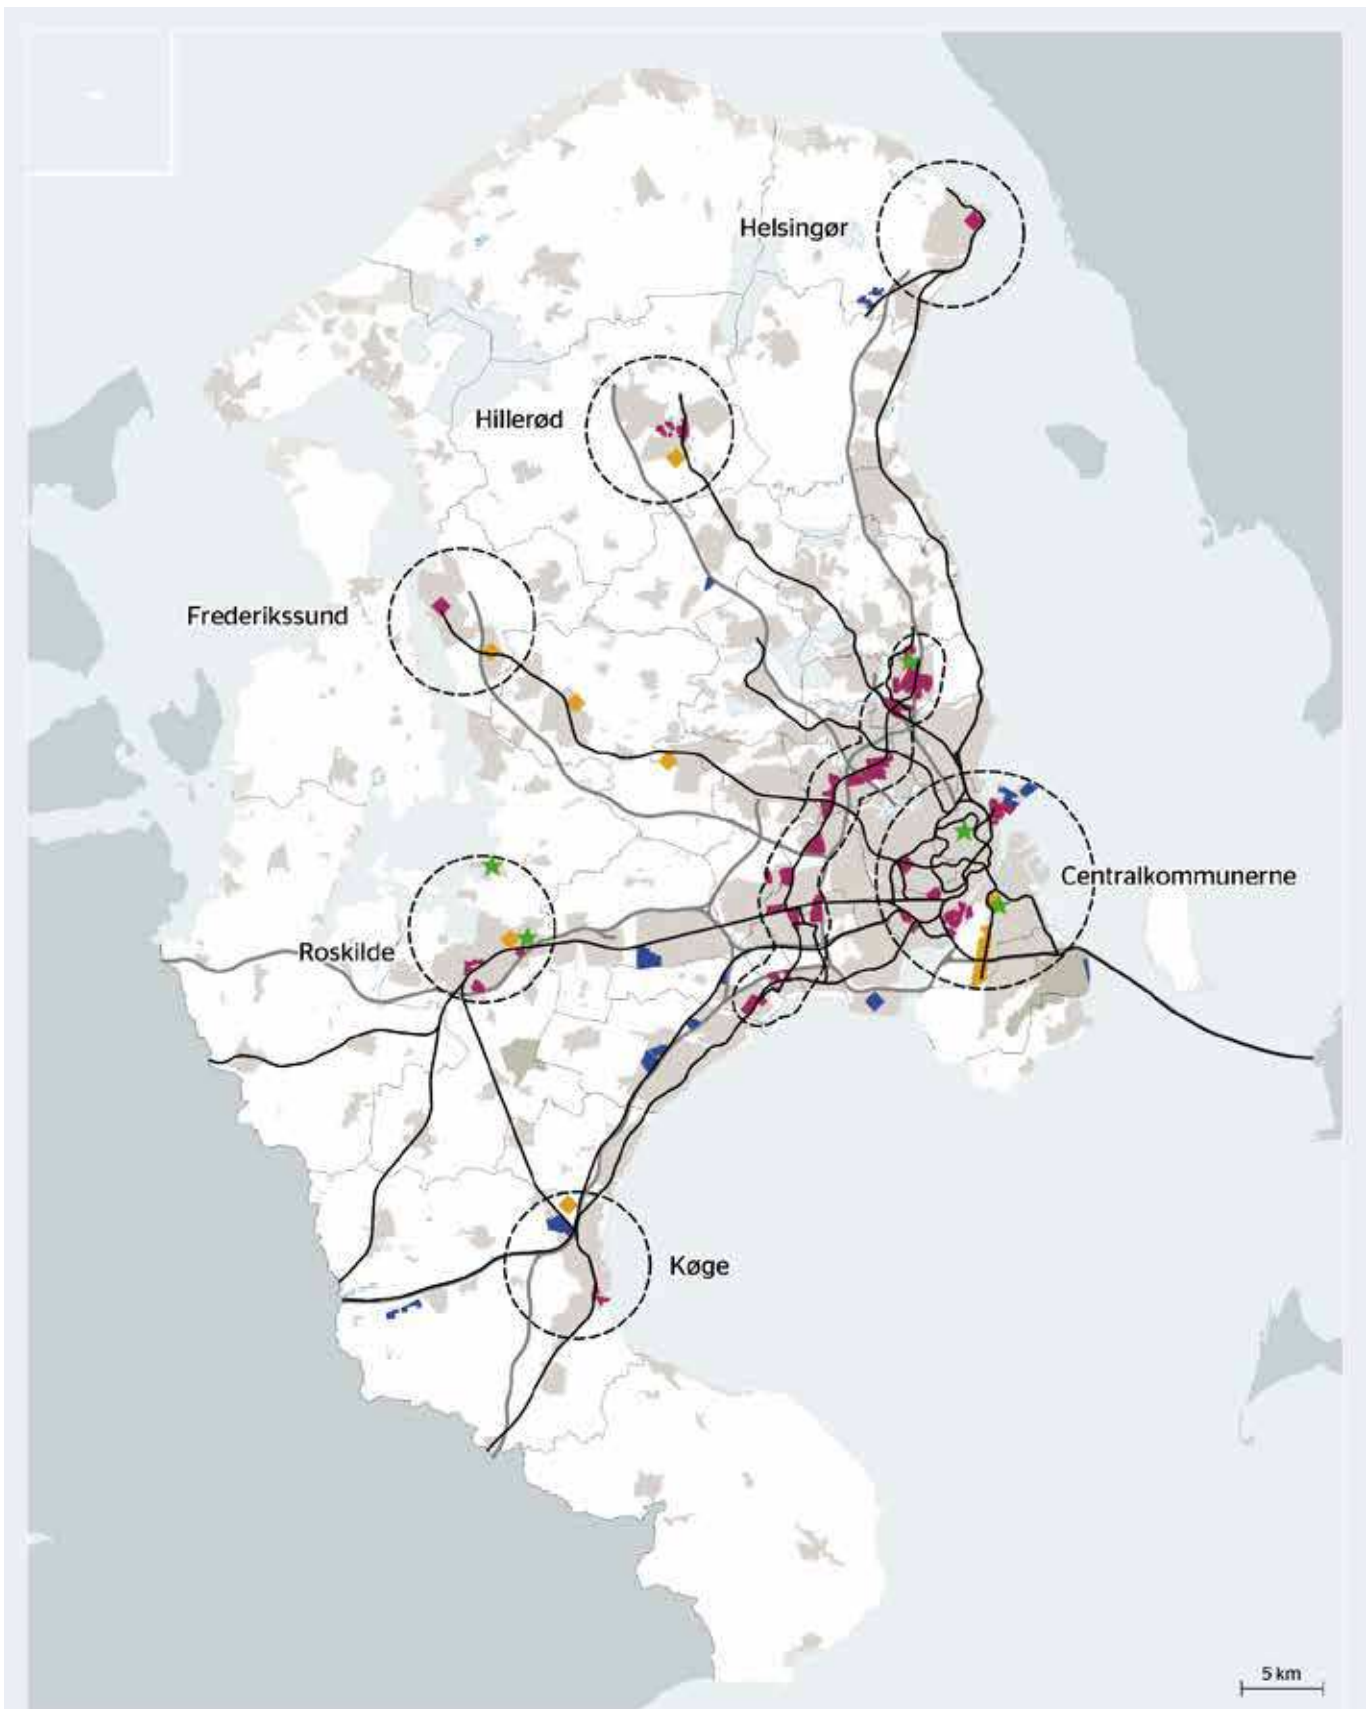 Helsingør
Hillerød
Frederikssund
Centralkommunerne
Roskilde
Køge
5 km